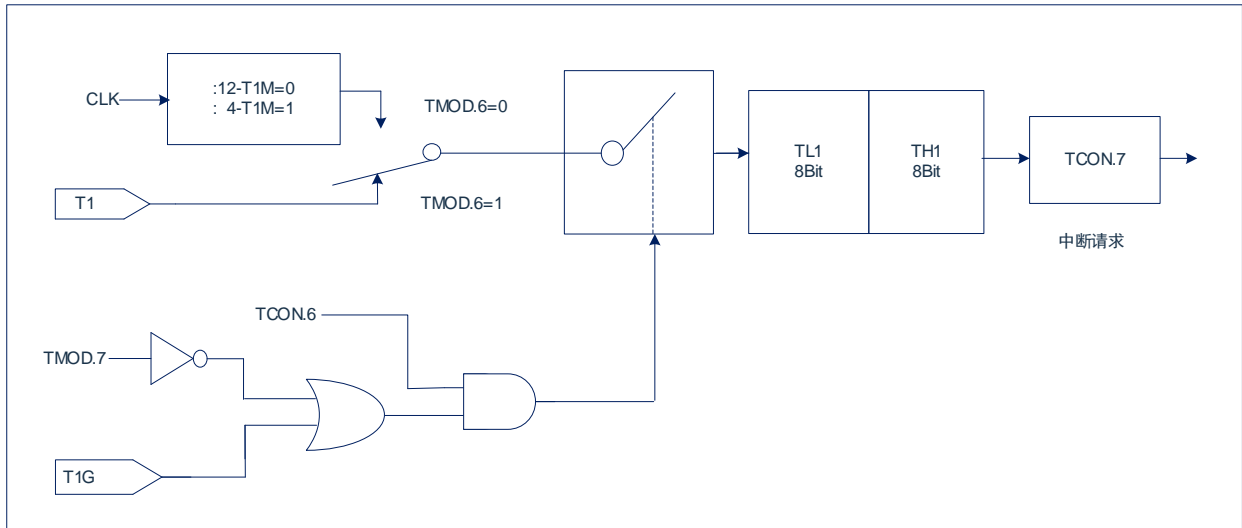 CLK
:12-T1M=0
: 4-T1M=1
TMOD.6=0
T1
TMOD.6=1
TL1
8Bit
TH1
8Bit
TCON.7
中断请求
TCON.6
TMOD.7
T1G